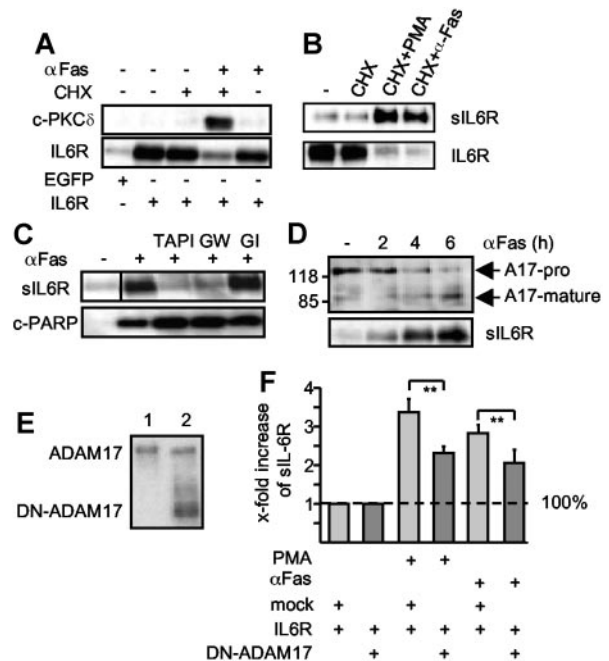 A
αFas - - - + +
CHX - - + + -
c-PKCδ
IL6R
EGFP + - - - -
IL6R - + + + +
B
- CHX CHX+PMA CHX+α-Fas
sIL6R
IL6R
C
TAPI GW GI
αFas - + + + +
sIL6R
c-PARP
D
- 2 4 6 αFas (h)
118
85
A17-pro
A17-mature
sIL6R
E
1 2
ADAM17
DN-ADAM17
F
x-fold increase
of sIL-6R
4
3
2
1
** **
100%
PMA + +
αFas + +
mock + + +
IL6R + + + + + +
DN-ADAM17 + + +